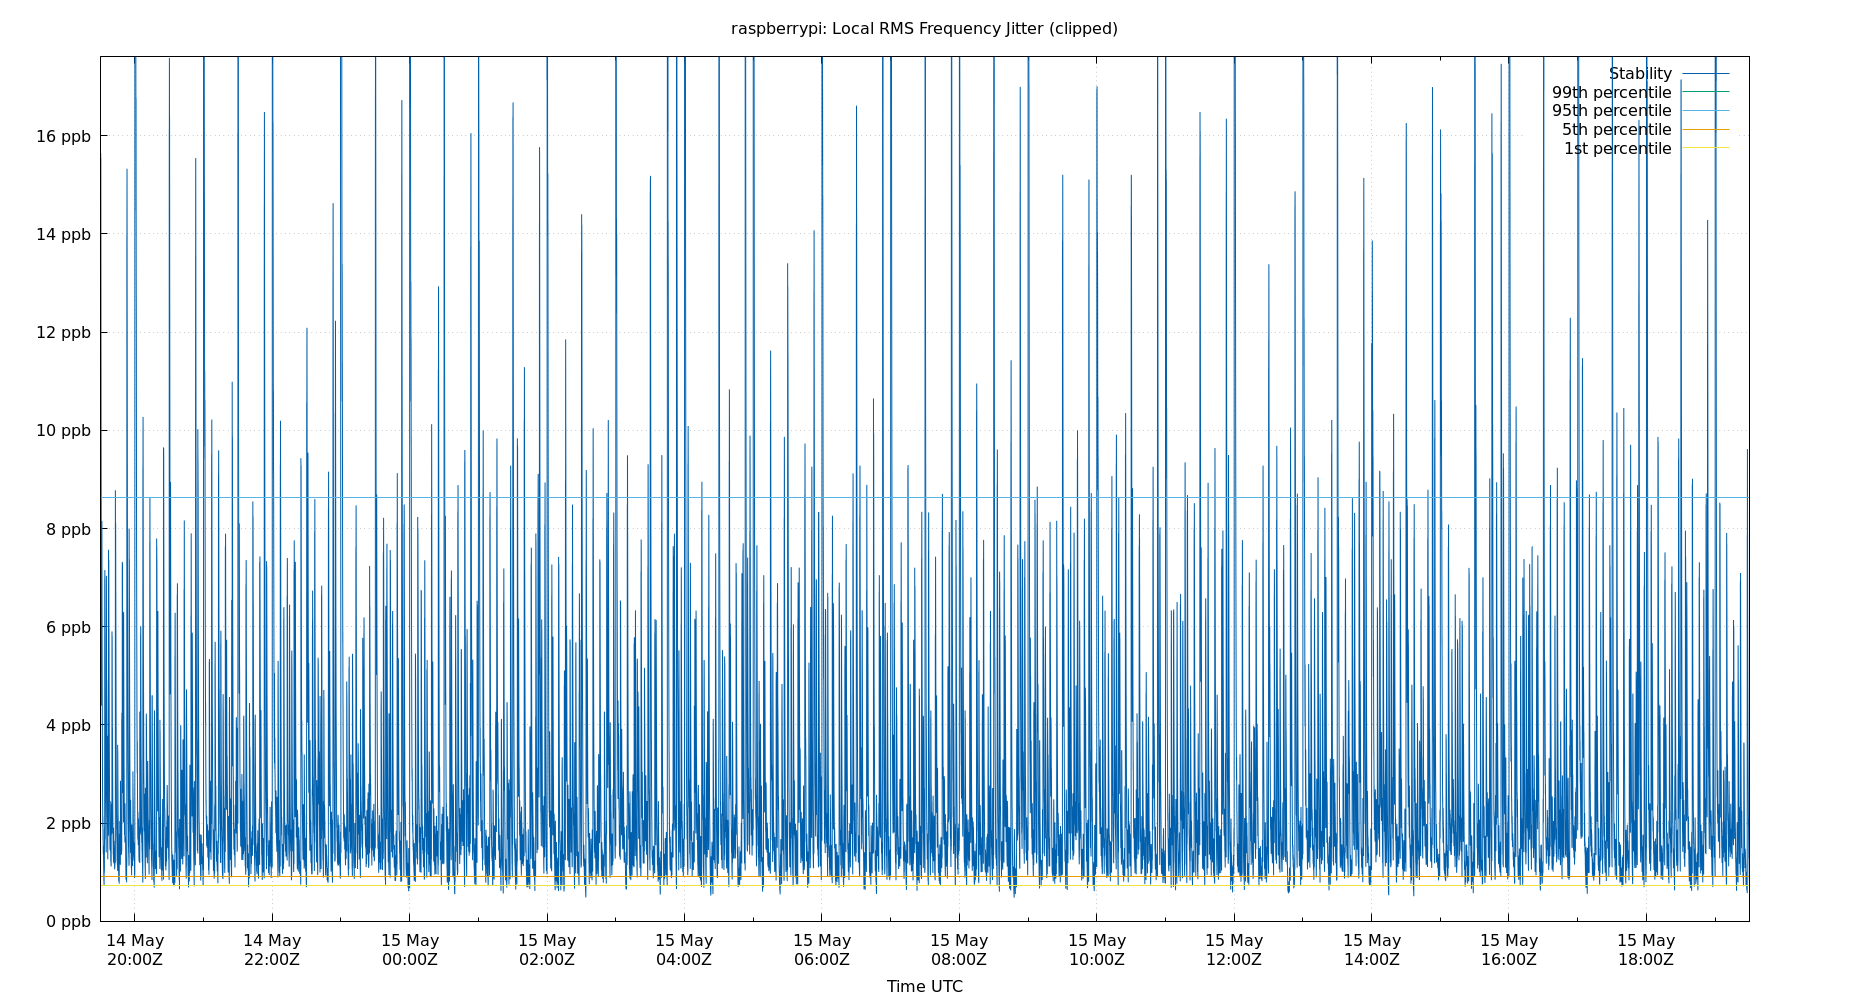 raspberrypi: Local RMS Frequency Jitter (clipped)
Stability
99th percentile
95th percentile
5th percentile
1st percentile
16 ppb
14 ppb
12 ppb
10 ppb
8 ppb
6 ppb
4 ppb
2 ppb
0 ppb
14 May 14 May 15 May 15 May 15 May 15 May 15 May 15 May 15 May 15 May 15 May 15 May
20:00Z 22:00Z 00:00Z 02:00Z 04:00Z 06:00Z 08:00Z 10:00Z 12:00Z 14:00Z 16:00Z 18:00Z
Time UTC